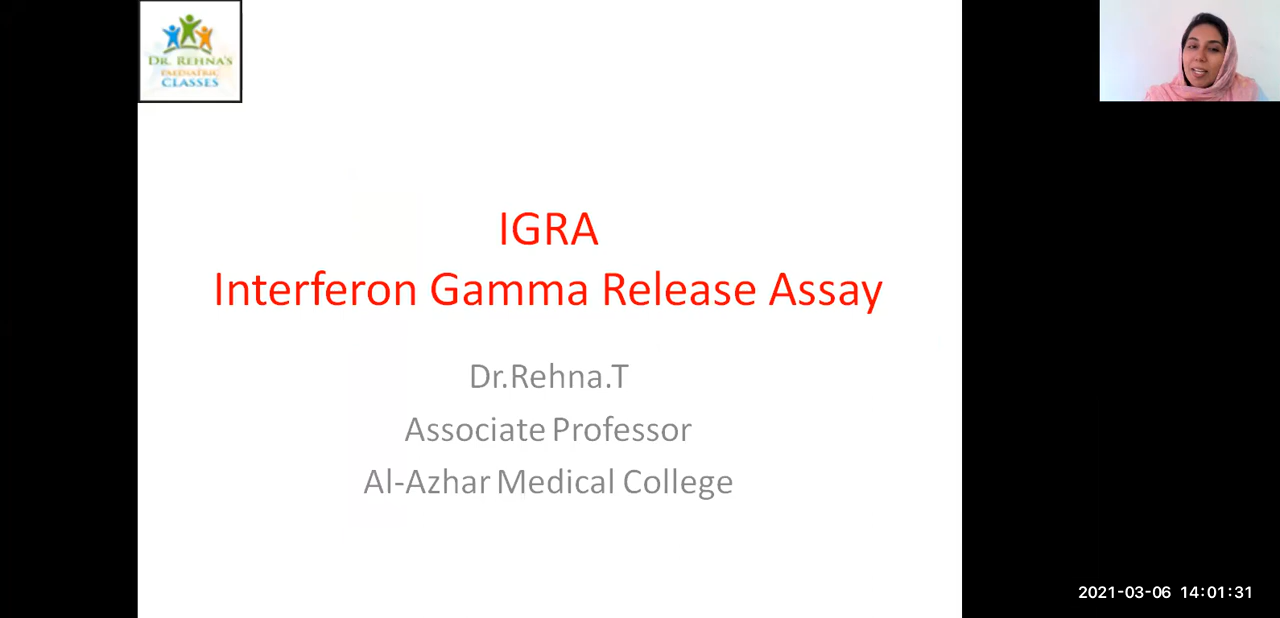 DR. REHNA'S
PAEDIATRIC
CLASSES
IGRA
Interferon Gamma Release Assay
Dr.Rehna.T
Associate Professor
Al-Azhar Medical College
2021-03-06 14:01:31